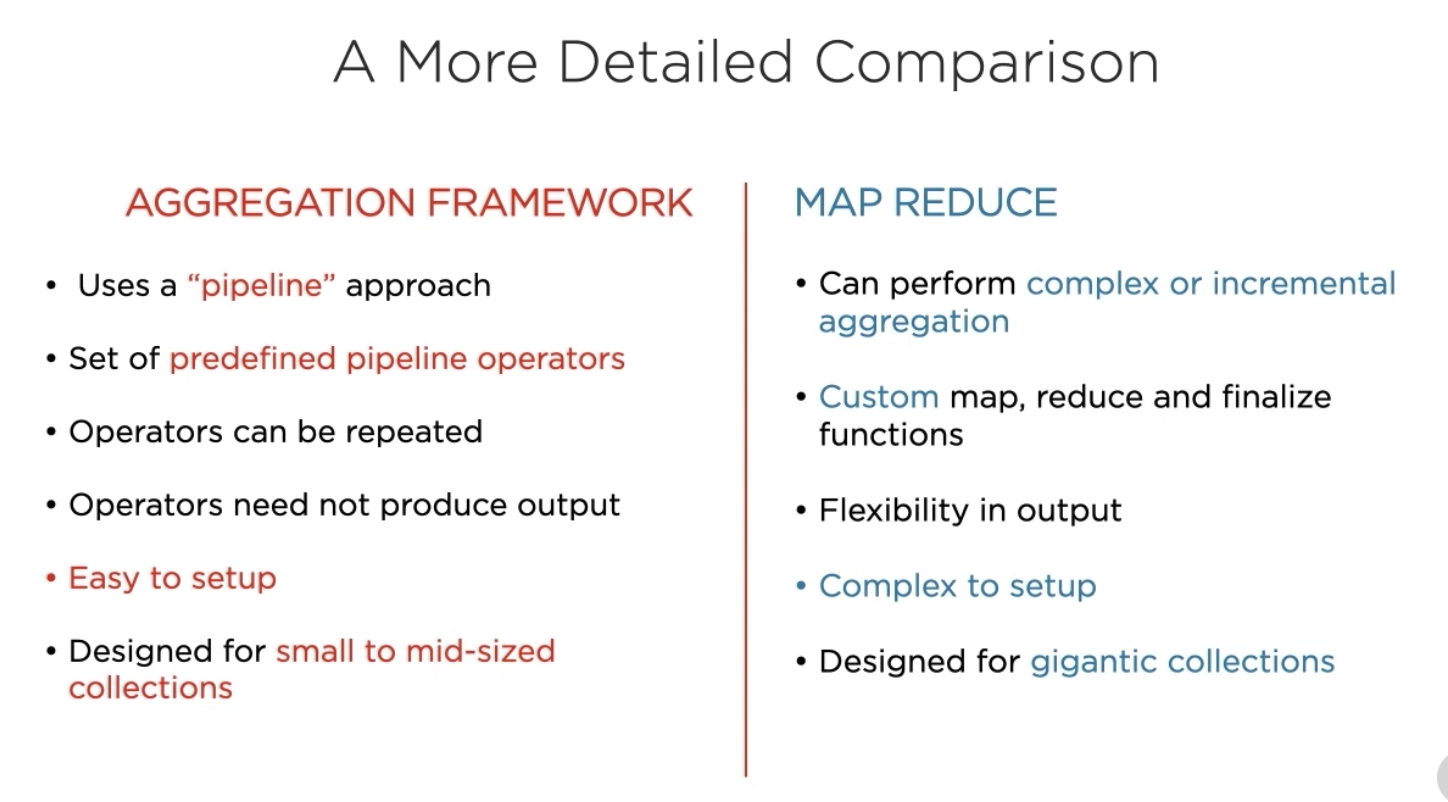 A More Detailed Comparison
AGGREGATION FRAMEWORK
• Uses a “pipeline” approach
• Set of predefined pipeline operators
• Operators can be repeated
• Operators need not produce output
• Easy to setup
• Designed for small to mid-sized
collections
MAP REDUCE
• Can perform complex or incremental
aggregation
• Custom map, reduce and finalize
functions
• Flexibility in output
• Complex to setup
• Designed for gigantic collections